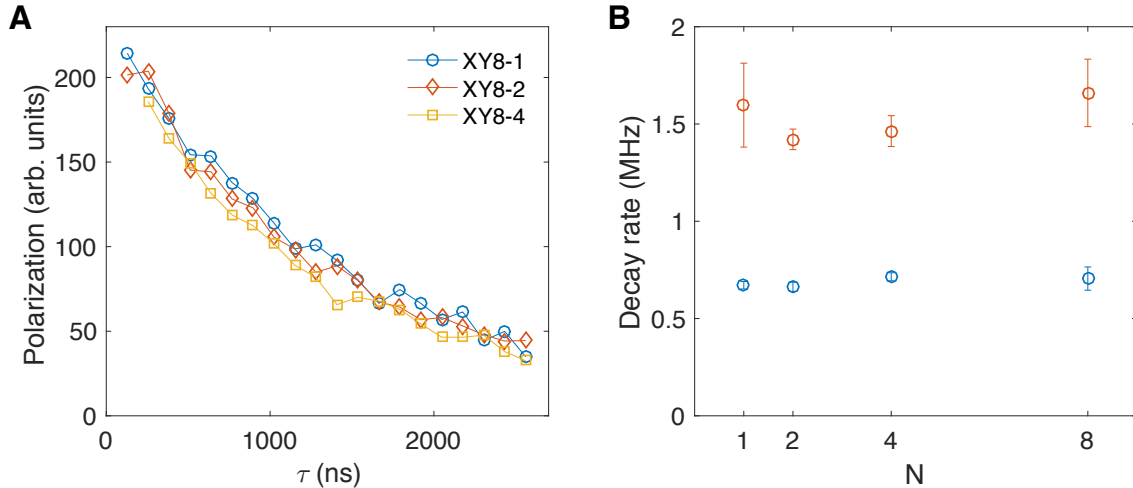 A
Polarization (arb. units)
200
150
100
50
0
XY8-1
XY8-2
XY8-4
0
1000
2000
τ (ns)
B
Decay rate (MHz)
2
1.5
1
0.5
0
1
2
4
8
N